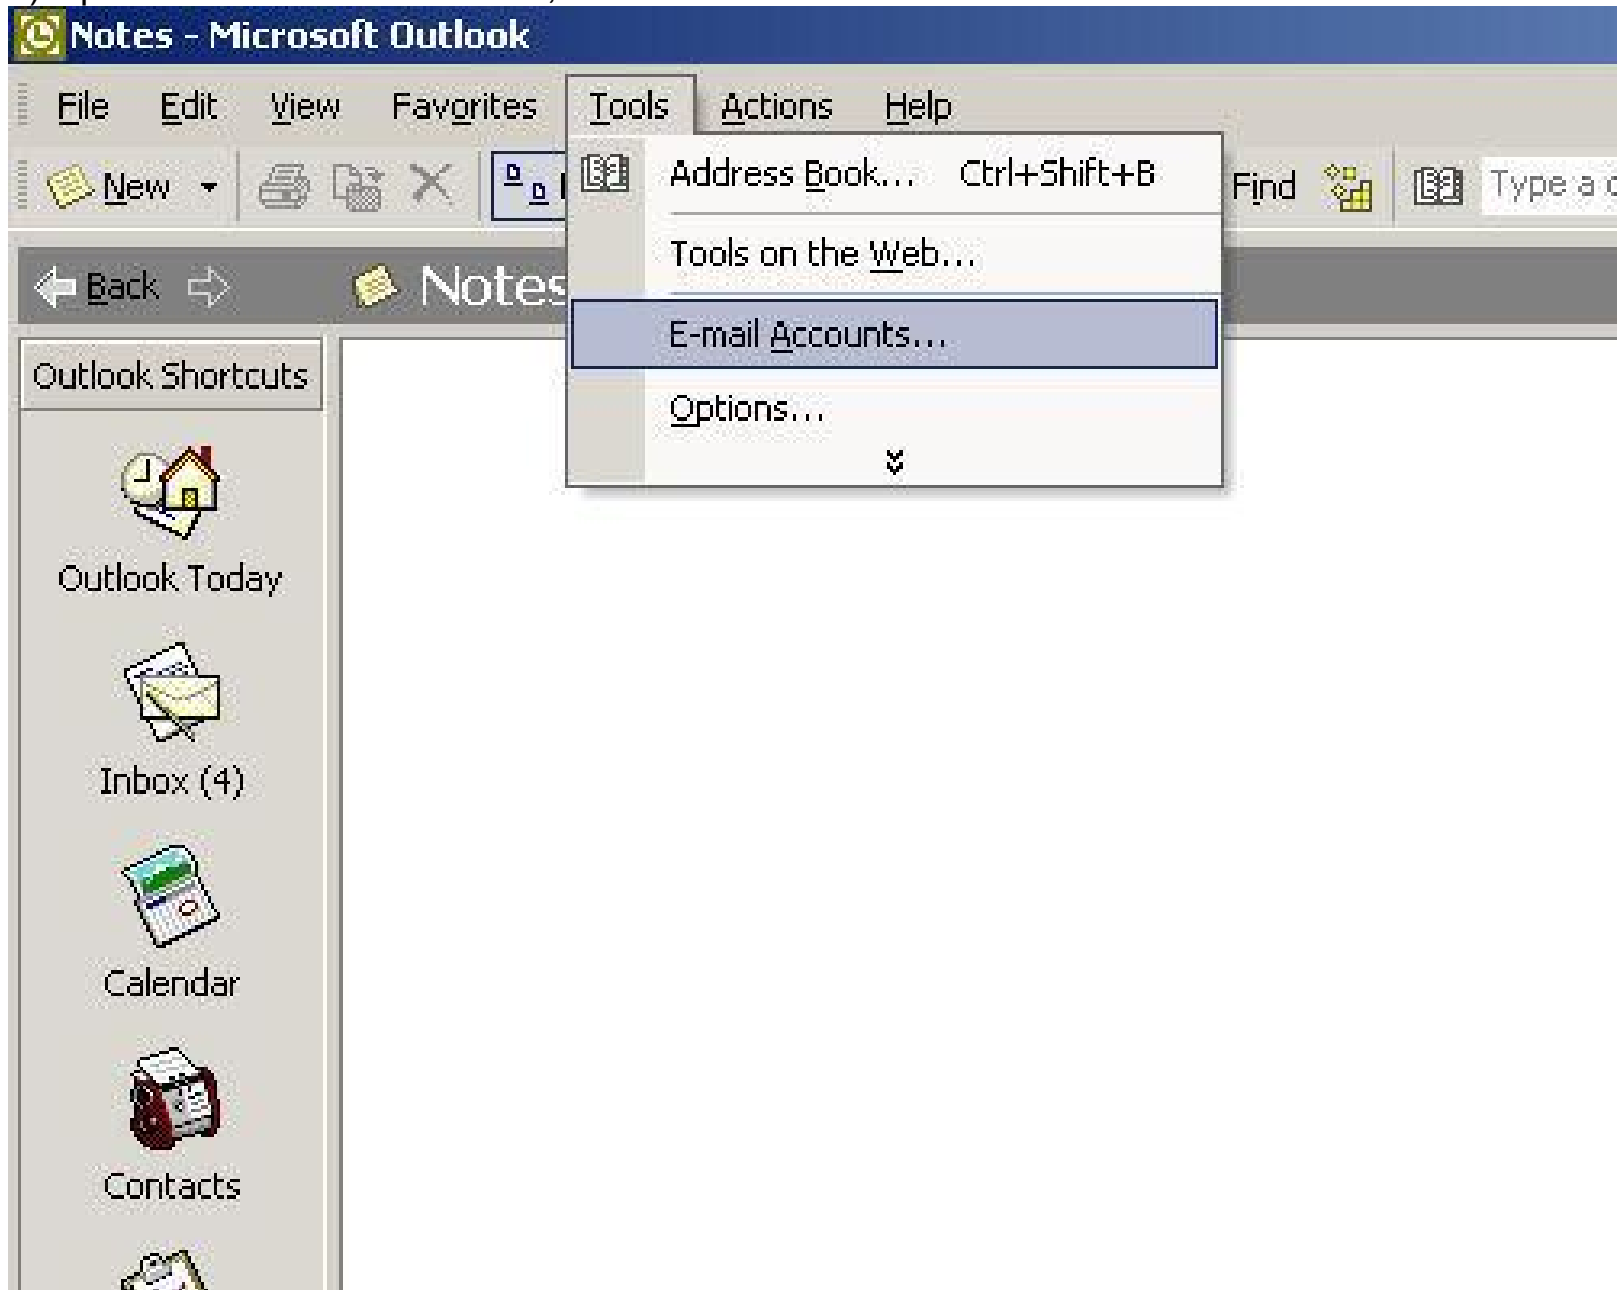 Notes - Microsoft Outlook
File Edit View Favorites Tools Actions Help
New Find Type a
Address Book... Ctrl+Shift+B
Tools on the Web...
E-mail Accounts...
Options...
Back Notes
Outlook Shortcuts
Outlook Today
Inbox (4)
Calendar
Contacts